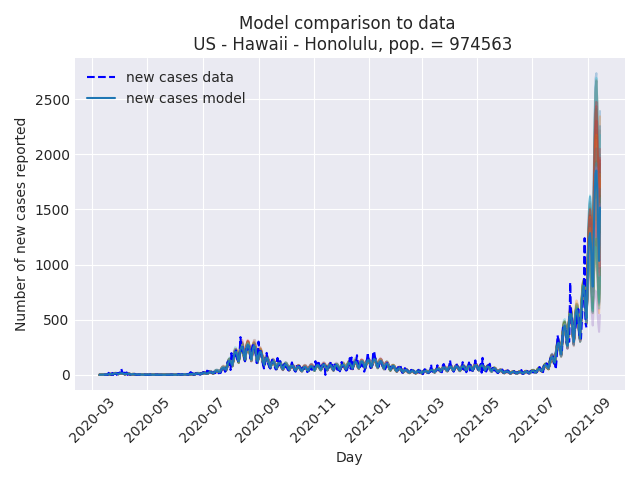 Model comparison to data
US - Hawaii - Honolulu, pop. = 974563
new cases data
new cases model
Number of new cases reported
2500
2000
1500
1000
500
0
2020-03
2020-05
2020-07
2020-09
2020-11
2021-01
2021-03
2021-05
2021-07
2021-09
Day